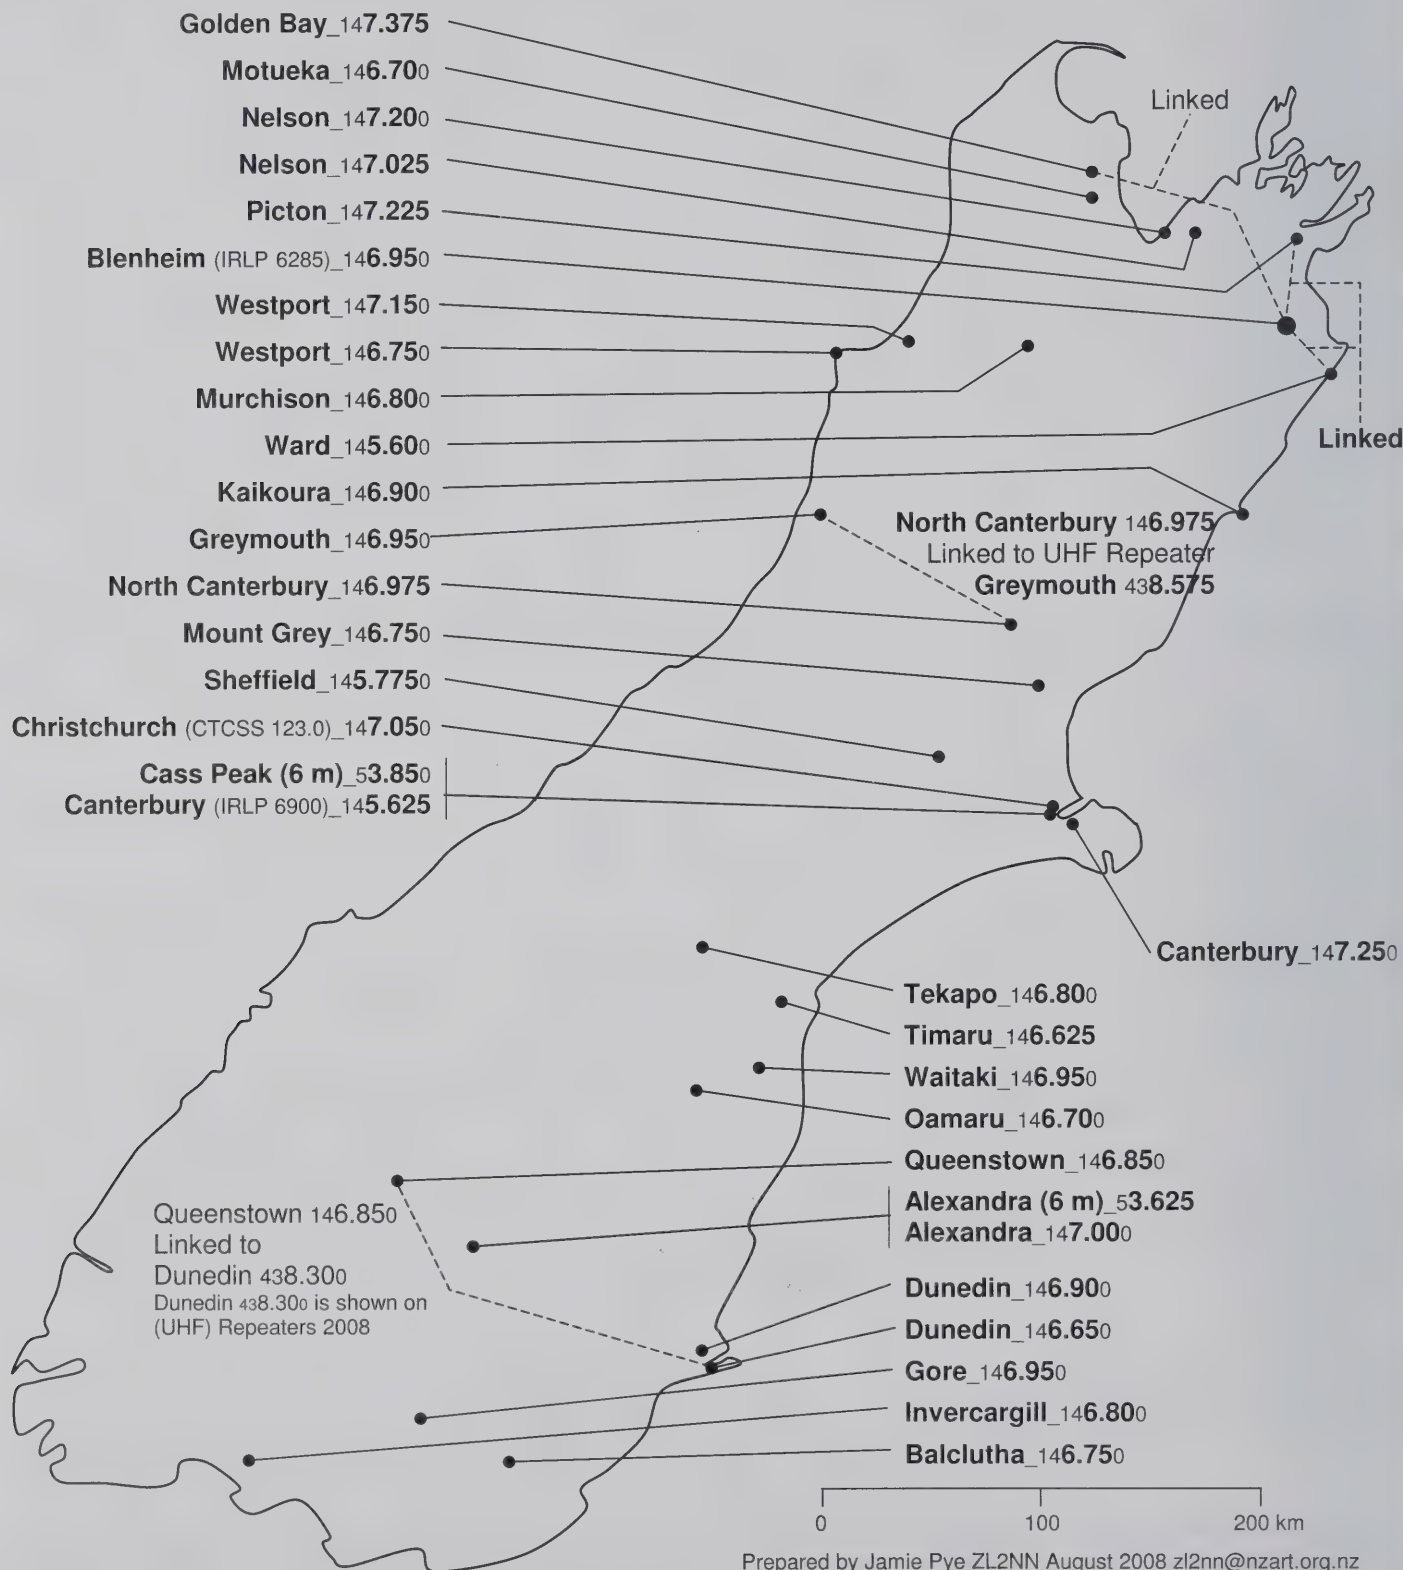 Golden Bay_147.375
Motueka_146.700
Nelson_147.200
Nelson_147.025
Picton_147.225
Blenheim (IRLP 6285)_146.950
Westport_147.150
Westport_146.750
Murchison_146.800
Ward_145.600
Kaikoura_146.900
Greymouth_146.950
North Canterbury_146.975
Mount Grey_146.750
Sheffield_145.7750
Christchurch (CTCSS 123.0)_147.050
Cass Peak (6 m)_53.850
Canterbury (IRLP 6900)_145.625
Linked
Linked
North Canterbury 146.975
Linked to UHF Repeater
Greymouth 438.575
Canterbury_147.250
Tekapo_146.800
Timaru_146.625
Waitaki_146.950
Oamaru_146.700
Queenstown_146.850
Alexandra (6 m)_53.625
Alexandra_147.000
Dunedin_146.900
Dunedin_146.650
Gore_146.950
Invercargill_146.800
Balclutha_146.750
Queenstown 146.850
Linked to
Dunedin 438.300
Dunedin 438.300 is shown on
(UHF) Repeaters 2008
0 100 200 km
Prepared by Jamie Pye ZL2NN August 2008 zl2nn@nzart.org.nz